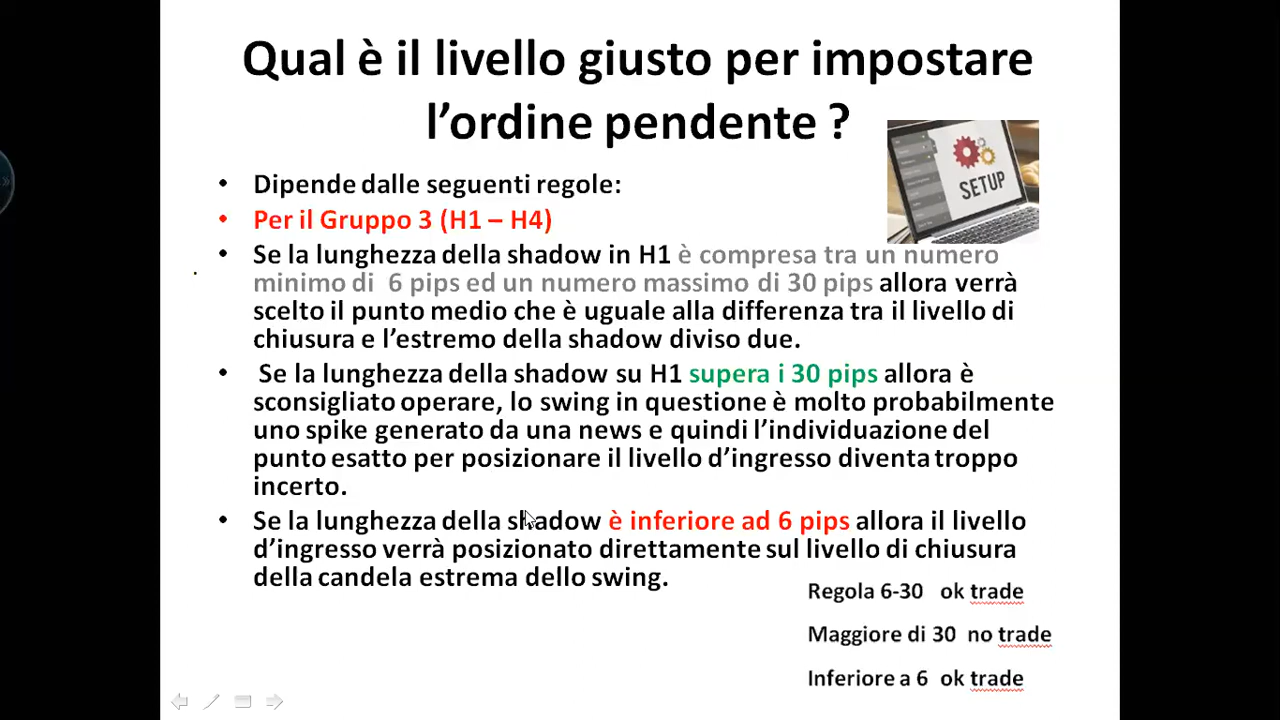 Qual è il livello giusto per impostare
l'ordine pendente ?
SETUP
• Dipende dalle seguenti regole:
• Per il Gruppo 3 (H1 – H4)
• Se la lunghezza della shadow in H1 è compresa tra un numero
minimo di 6 pips ed un numero massimo di 30 pips allora verrà
scelto il punto medio che è uguale alla differenza tra il livello di
chiusura e l'estremo della shadow diviso due.
• Se la lunghezza della shadow su H1 supera i 30 pips allora è
sconsigliato operare, lo swing in questione è molto probabilmente
uno spike generato da una news e quindi l'individuazione del
punto esatto per posizionare il livello d'ingresso diventa troppo
incerto.
• Se la lunghezza della shadow è inferiore ad 6 pips allora il livello
d'ingresso verrà posizionato direttamente sul livello di chiusura
della candela estrema dello swing.
Regola 6-30 ok trade
Maggiore di 30 no trade
Inferiore a 6 ok trade